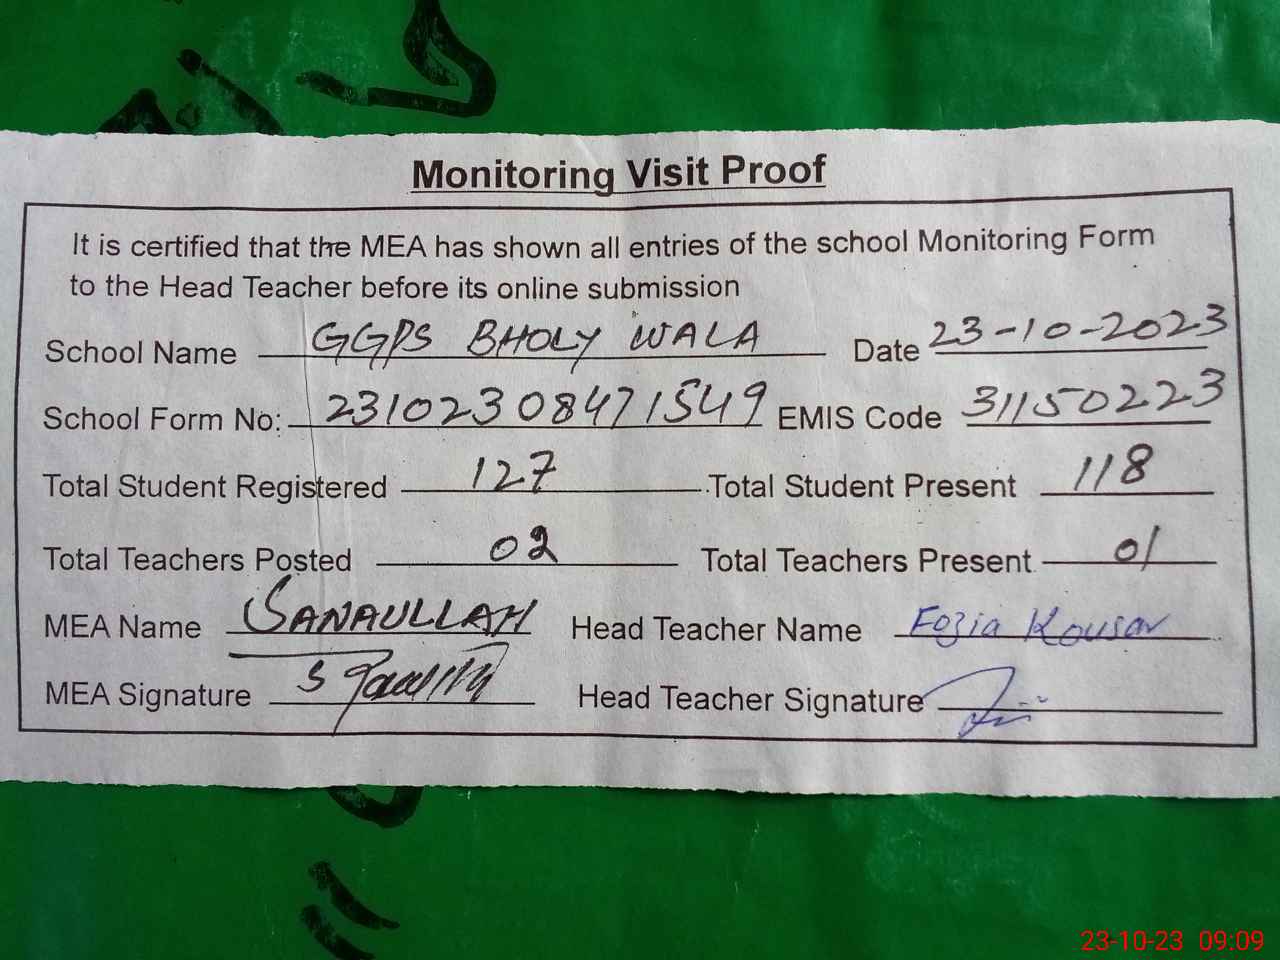 Monitoring Visit Proof
It is certified that the MEA has shown all entries of the school Monitoring Form
to the Head Teacher before its online submission
School Name GGPS BHOLY WALA Date 23-10-2023
School Form No: 23102308471549 EMIS Code 31150223
Total Student Registered 127 Total Student Present 118
Total Teachers Posted 02 Total Teachers Present 01
MEA Name SANAULLAH Head Teacher Name Fozia Kousar
MEA Signature Head Teacher Signature
23-10-23 09:09